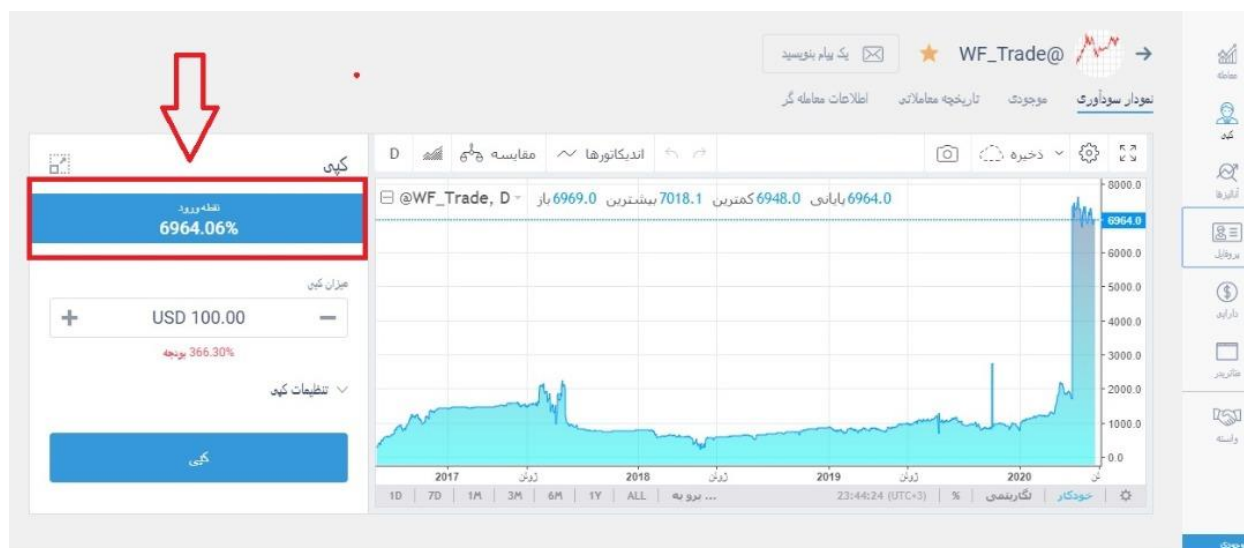 WF_Trade@
یک پیام بنویسید
نمودار سودآوری
موجودی
تاریخچه معاملاتی
اطلاعات معامله گر
ذخیره
اندیکاتورها
مقایسه
D
@WF_Trade, D
باز 6969.0 بیشترین 7018.1 کمترین 6948.0 پایانی 6964.0
8000.0
6964.0
6000.0
5000.0
4000.0
3000.0
2000.0
1000.0
0.0
2017 ژوئن 2018 ژوئن 2019 ژوئن 2020
1D 7D 1M 3M 6M 1Y ALL برو به ...
23:44:24 (UTC+3) % لگاریتمی خودکار
کپی
نقطه ورود
6964.06%
میزان کپی
+ USD 100.00 −
366.30% بودجه
تنظیمات کپی
کپی
معامله
کپی
آنالیزها
پروفایل
دارایی
متاتریدر
واسته
موجودی